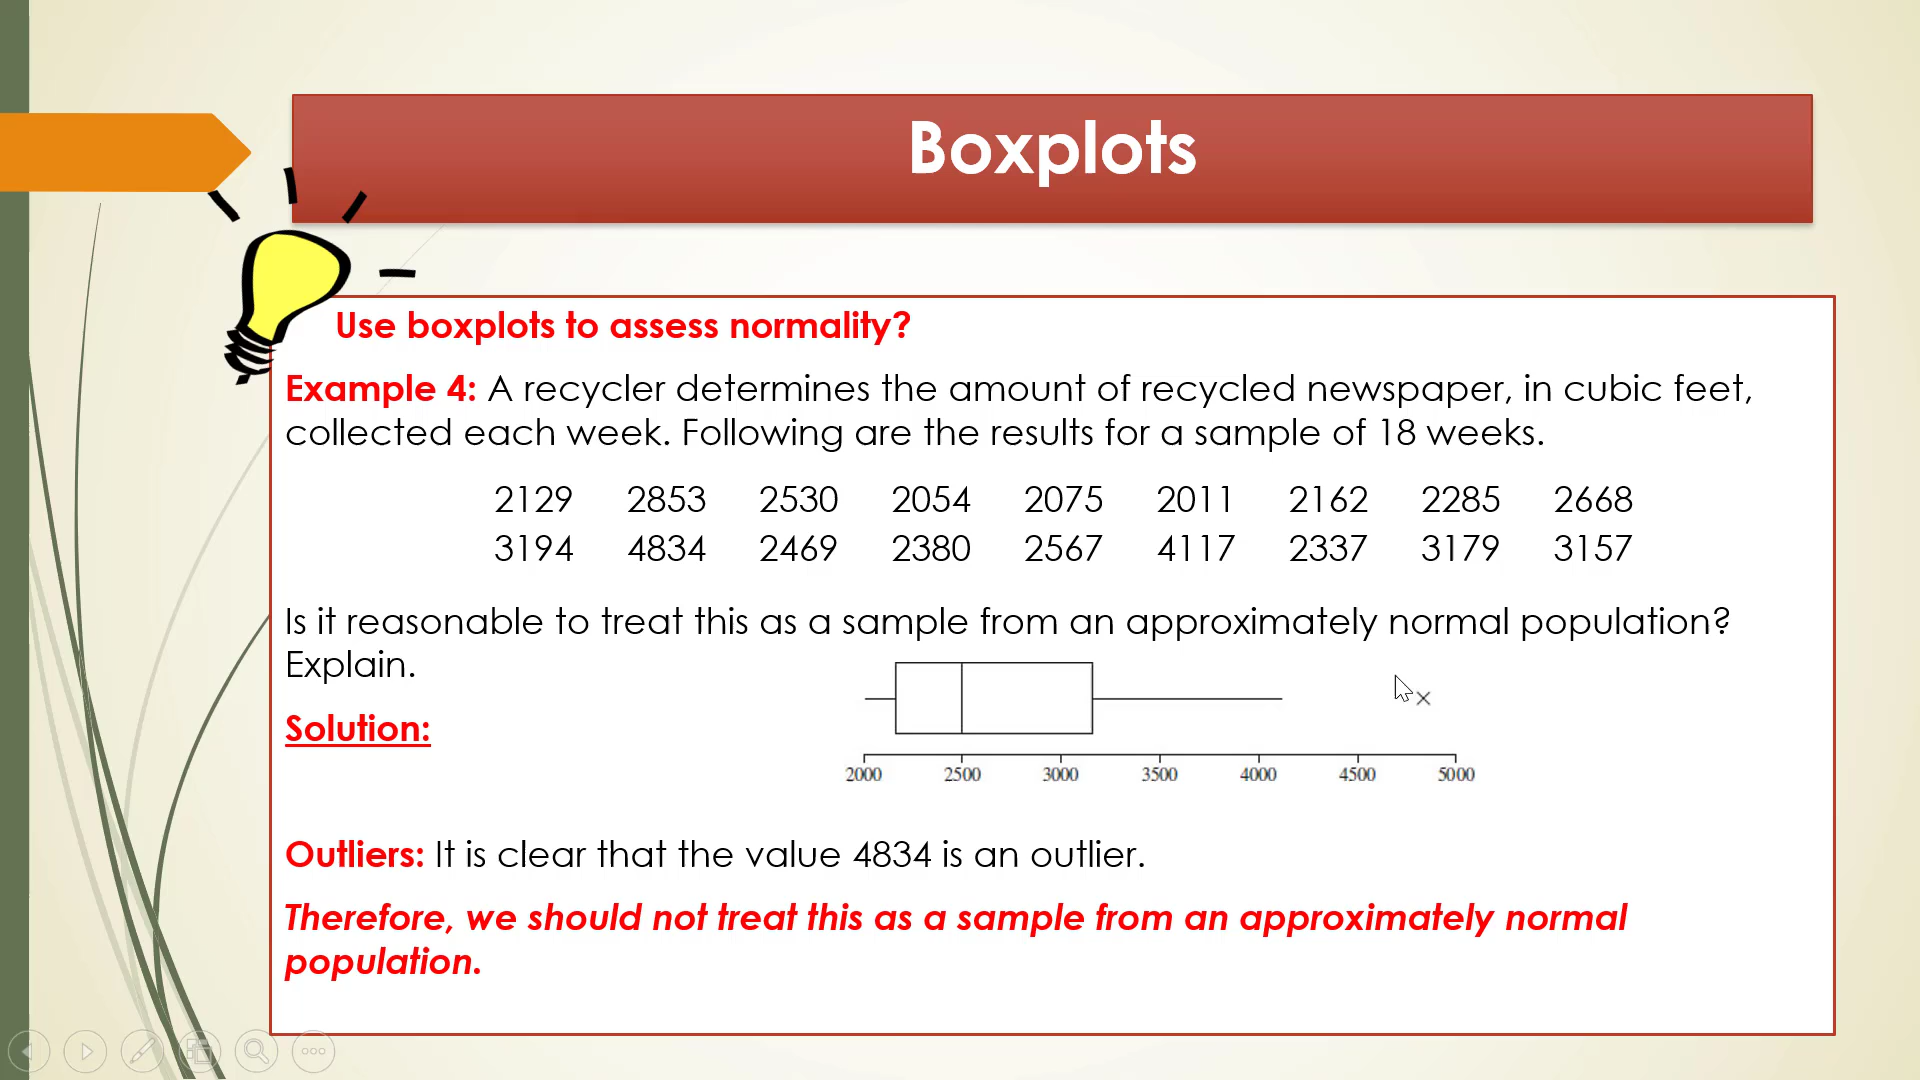 Boxplots
Use boxplots to assess normality?
Example 4: A recycler determines the amount of recycled newspaper, in cubic feet,
collected each week. Following are the results for a sample of 18 weeks.
2129 2853 2530 2054 2075 2011 2162 2285 2668
3194 4834 2469 2380 2567 4117 2337 3179 3157
Is it reasonable to treat this as a sample from an approximately normal population?
Explain.
Solution:
2000 2500 3000 3500 4000 4500 5000
Outliers: It is clear that the value 4834 is an outlier.
Therefore, we should not treat this as a sample from an approximately normal
population.